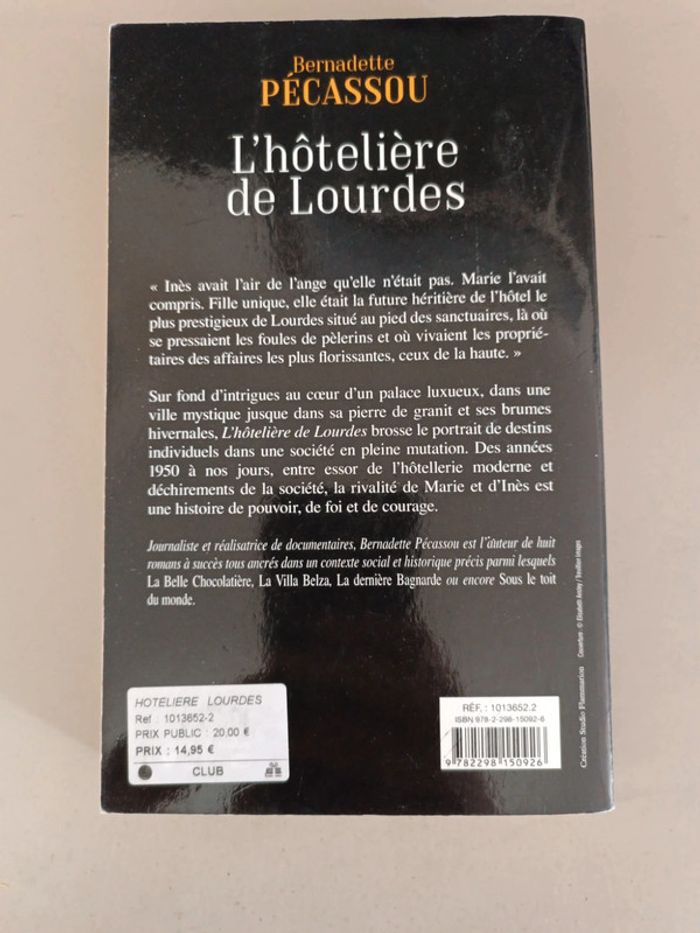 Bernadette
PÉCASSOU
L'hôtelière
de Lourdes
« Inès avait l'air de l'ange qu'elle n'était pas. Marie l'avait
compris. Fille unique, elle était la future héritière de l'hôtel le
plus prestigieux de Lourdes situé au pied des sanctuaires, là où
se pressaient les foules de pèlerins et où vivaient les proprié-
taires des affaires les plus florissantes, ceux de la haute. »
Sur fond d'intrigues au cœur d'un palace luxueux, dans une
ville mystique jusque dans sa pierre de granit et ses brumes
hivernales, L'hôtelière de Lourdes brosse le portrait de destins
individuels dans une société en pleine mutation. Des années
1950 à nos jours, entre essor de l'hôtellerie moderne et
déchirements de la société, la rivalité de Marie et d'Inès est
une histoire de pouvoir, de foi et de courage.
Journaliste et réalisatrice de documentaires, Bernadette Pécassou est l'auteur de huit
romans à succès tous ancrés dans un contexte social et historique précis parmi lesquels
La Belle Chocolatière, La Villa Belza, La dernière Bagnarde ou encore Sous le toit
du monde.
HOTELIERE LOURDES
Ref : 1013652-2
PRIX PUBLIC : 20,00 €
PRIX : 14,95 €
CLUB
RÉF. : 1013652.2
ISBN 978-2-298-15092-6
9 782298 150926
Création Studio Flammarion
Couverture : © Elisabeth Ansley / Trevillion Images